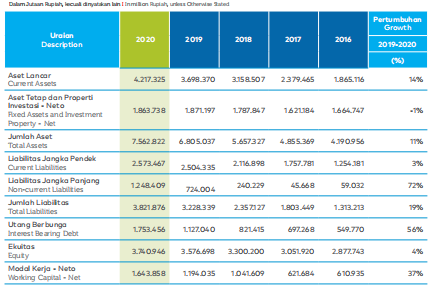 Dalam Jutaan Rupiah, kecuali dinyatakan lain I In million Rupiah, unless Otherwise Stated
Uraian
Description
2020
2019
2018
2017
2016
Pertumbuhan
Growth
2019-2020
(%)
Aset Lancar
Current Assets
4.217.325 3.698.370 3.158.507 2.379.465 1.865.116 14%
Aset Tetap dan Properti
Investasi - Neto
Fixed Assets and Investment
Property - Net
1.863.738 1.871.197 1.787.847 1.621.184 1.664.747 -1%
Jumlah Aset
Total Assets
7.562.822 6.805.037 5.657.327 4.855.369 4.190.956 11%
Liabilitas Jangka Pendek
Current Liabilities
2.573.467 2.504.335 2.116.898 1.757.781 1.254.181 3%
Liabilitas Jangka Panjang
Non-current Liabilities
1.248.409 724.004 240.229 45.668 59.032 72%
Jumlah Liabilitas
Total Liabilities
3.821.876 3.228.339 2.357.127 1.803.449 1.313.213 19%
Utang Berbunga
Interest Bearing Debt
1.753.456 1.127.040 821.415 697.268 549.770 56%
Ekuitas
Equity
3.740.946 3.576.698 3.300.200 3.051.920 2.877.743 4%
Modal Kerja - Neto
Working Capital - Net
1.643.858 1.194.035 1.041.609 621.684 610.935 37%